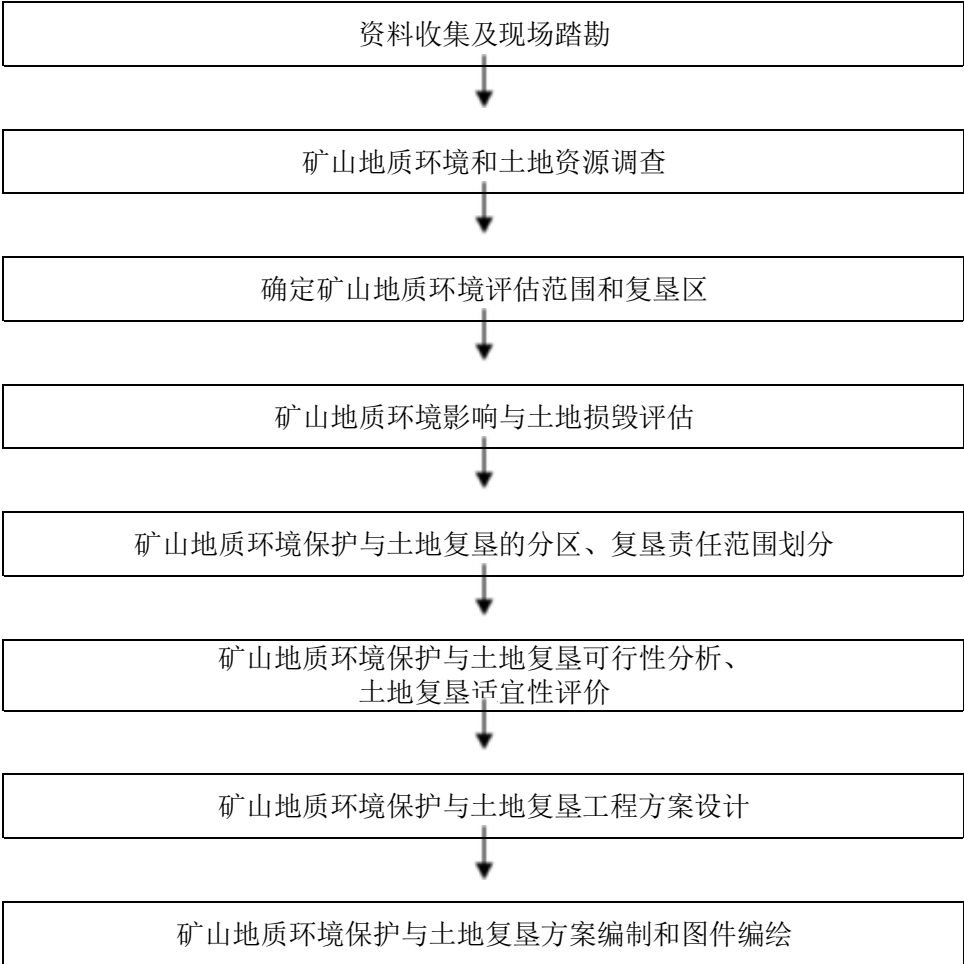 资料收集及现场踏勘
矿山地质环境和土地资源调查
确定矿山地质环境评估范围和复垦区
矿山地质环境影响与土地损毁评估
矿山地质环境保护与土地复垦的分区、复垦责任范围划分
矿山地质环境保护与土地复垦可行性分析、
土地复垦适宜性评价
矿山地质环境保护与土地复垦工程方案设计
矿山地质环境保护与土地复垦方案编制和图件编绘